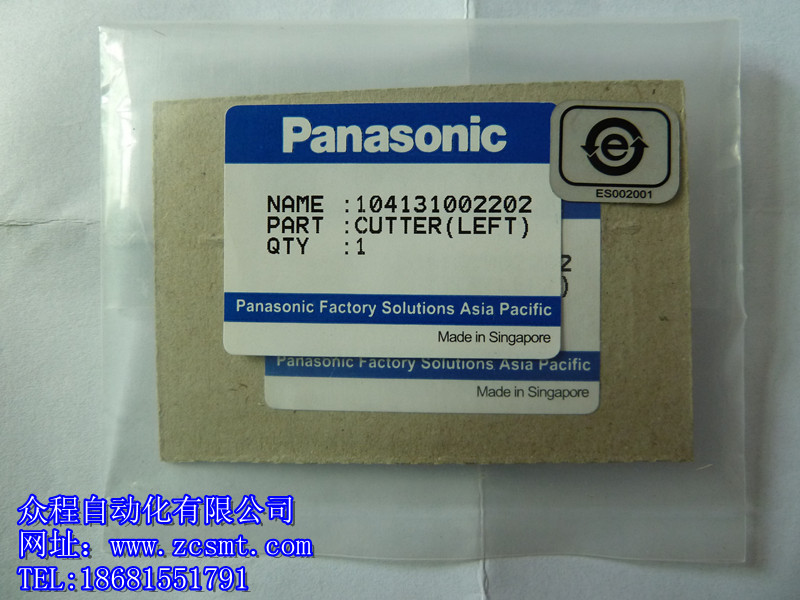 Panasonic
ES002001
NAME :104131002202
PART :CUTTER(LEFT)
QTY :1
2
)
Panasonic Factory Solutions Asia Pacific
Made in Singapore
Panasonic Factory Solutions Asia Pacific
Made in Singapore
众程自动化有限公司
网址：www.zcsmt.com
TEL:18681551791